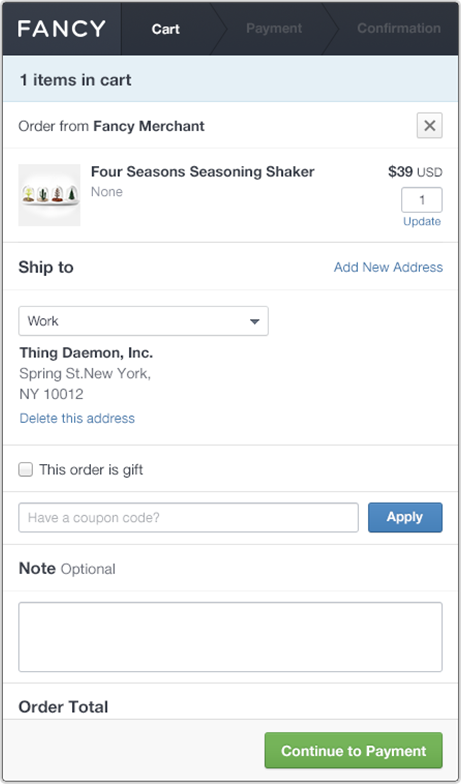 FANCY Cart Payment Confirmation
1 items in cart
Order from Fancy Merchant
Four Seasons Seasoning Shaker $39 USD
None 1
Update
Ship to Add New Address
Work
Thing Daemon, Inc.
Spring St.New York,
NY 10012
Delete this address
This order is gift
Have a coupon code? Apply
Note Optional
Order Total
Continue to Payment